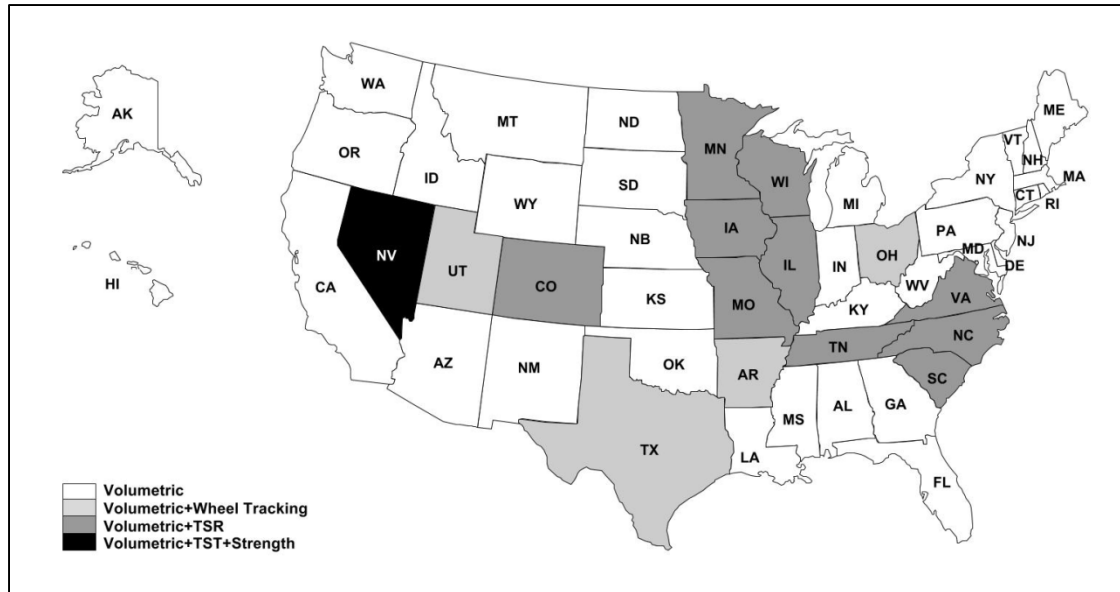 WA
AK
MT
ND
ME
OR
MN
VT
NH
ID
SD
WI
NY
MA
WY
MI
CT
RI
IA
PA
NB
NV
OH
NJ
MD
UT
IL
IN
DE
HI
CA
CO
WV
VA
KS
MO
KY
NC
TN
AZ
NM
OK
AR
SC
MS
AL
GA
TX
LA
FL
Volumetric
Volumetric+Wheel Tracking
Volumetric+TSR
Volumetric+TST+Strength